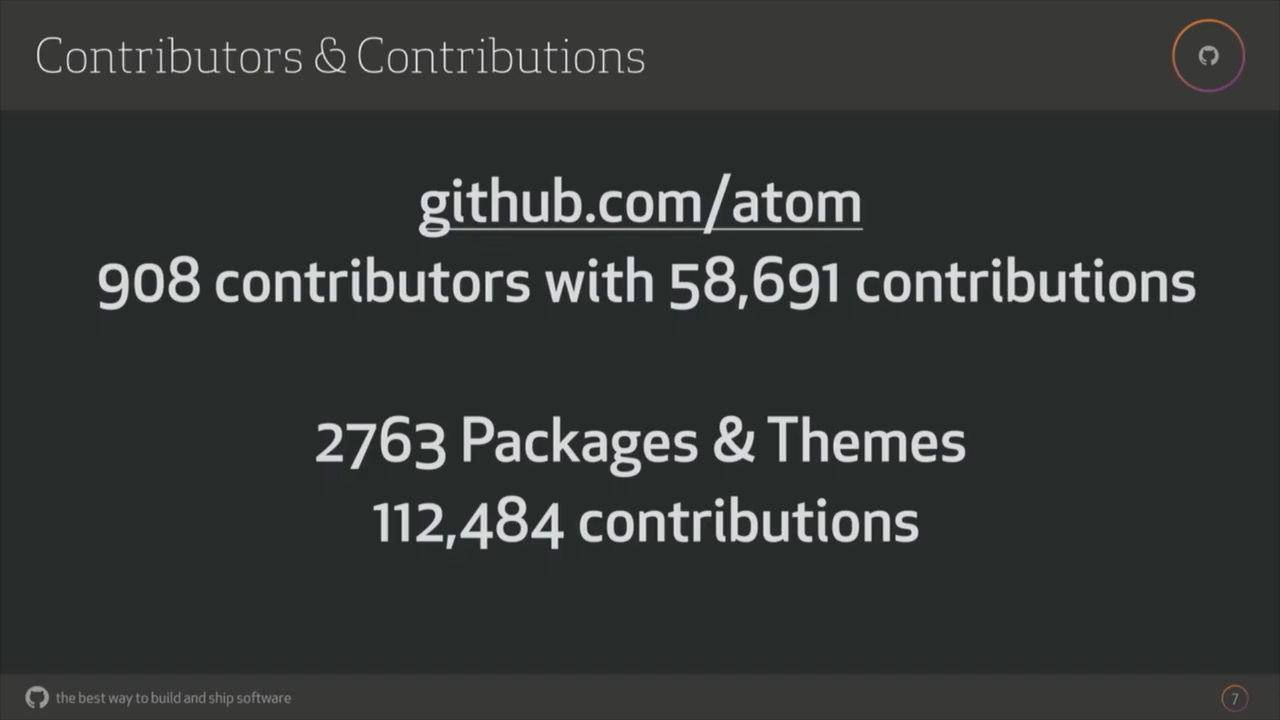 Contributors & Contributions
github.com/atom
908 contributors with 58,691 contributions
2763 Packages & Themes
112,484 contributions
the best way to build and ship software
7